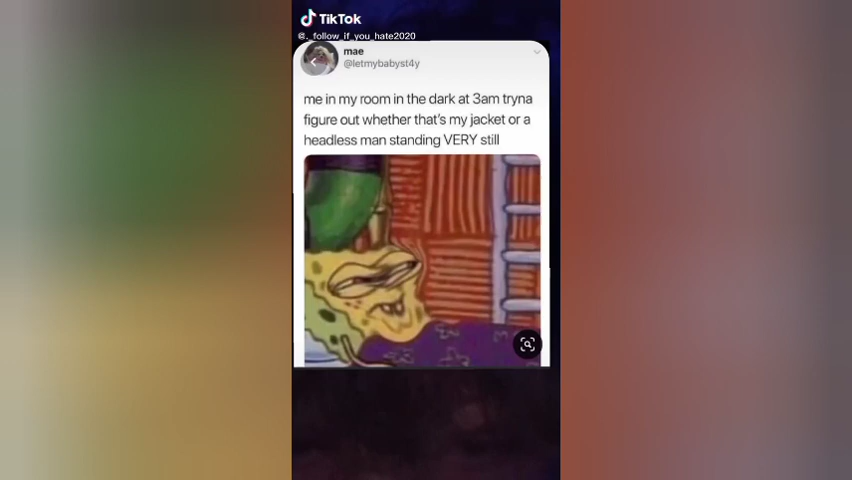 TikTok
@._follow_if_you_hate2020
mae
@letmybabyst4y
me in my room in the dark at 3am tryna
figure out whether that's my jacket or a
headless man standing VERY still